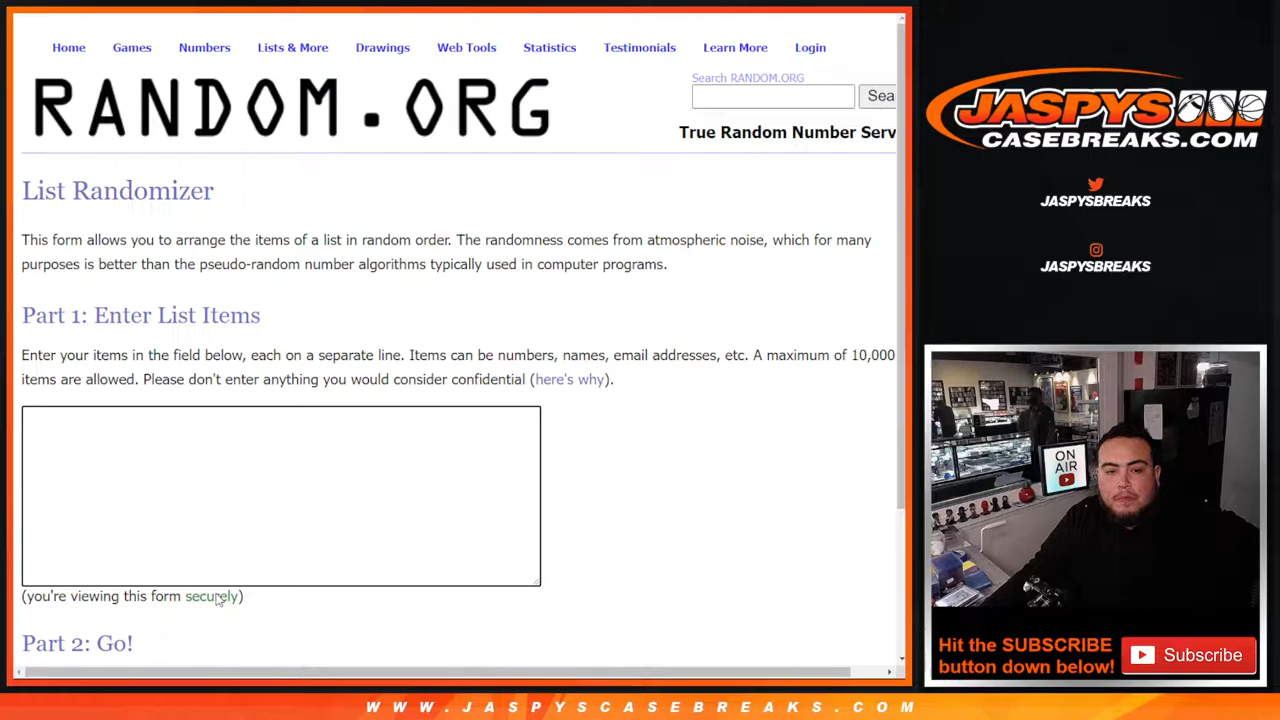 Home Games Numbers Lists & More Drawings Web Tools Statistics Testimonials Learn More Login
RANDOM.ORG
Search RANDOM.ORG
Sea
True Random Number Serv
List Randomizer
This form allows you to arrange the items of a list in random order. The randomness comes from atmospheric noise, which for many
purposes is better than the pseudo-random number algorithms typically used in computer programs.
Part 1: Enter List Items
Enter your items in the field below, each on a separate line. Items can be numbers, names, email addresses, etc. A maximum of 10,000
items are allowed. Please don't enter anything you would consider confidential (here's why).
(you're viewing this form securely)
Part 2: Go!
JASPYS
CASEBREAKS.COM
JASPYSBREAKS
JASPYSBREAKS
ON
AIR
Hit the SUBSCRIBE
button down below!
Subscribe
WWW.JASPYSCASEBREAKS.COM